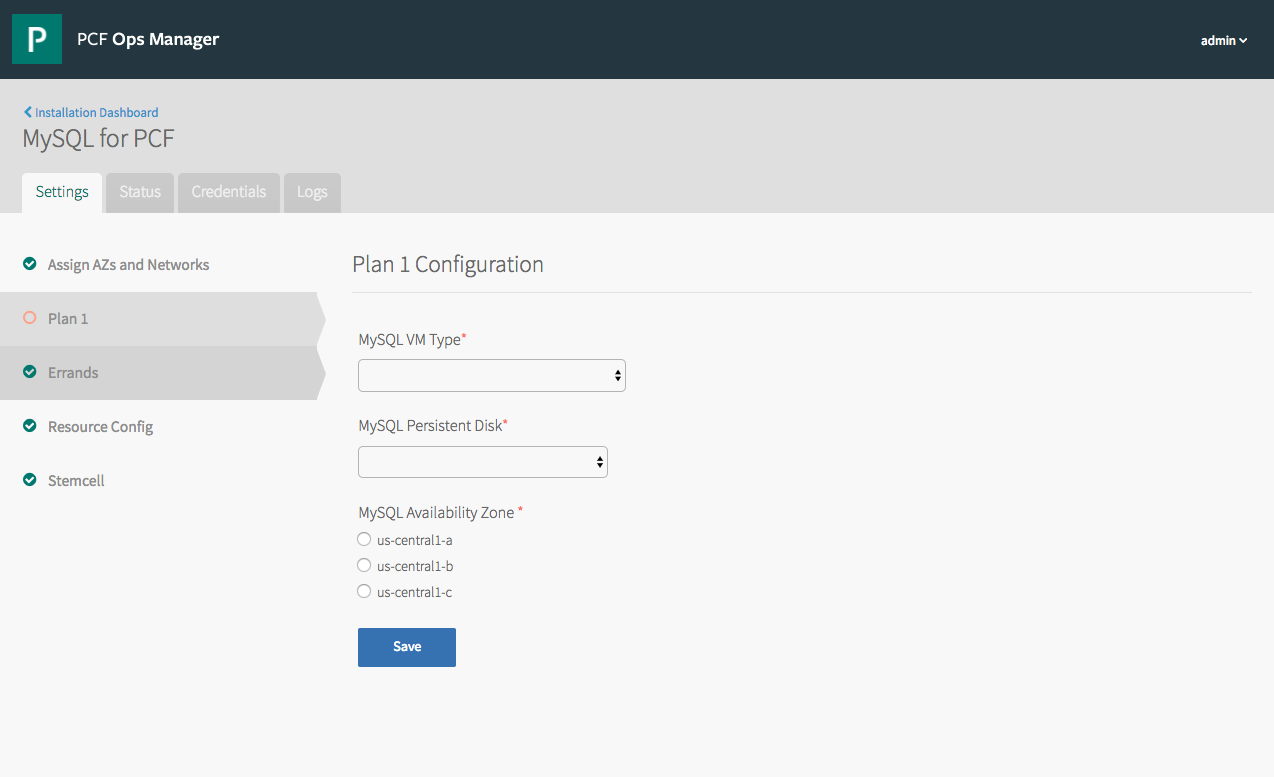 P
PCF Ops Manager
admin
Installation Dashboard
MySQL for PCF
Settings
Status
Credentials
Logs
Assign AZs and Networks
Plan 1
Errands
Resource Config
Stemcell
Plan 1 Configuration
MySQL VM Type*
MySQL Persistent Disk*
MySQL Availability Zone *
us-central1-a
us-central1-b
us-central1-c
Save